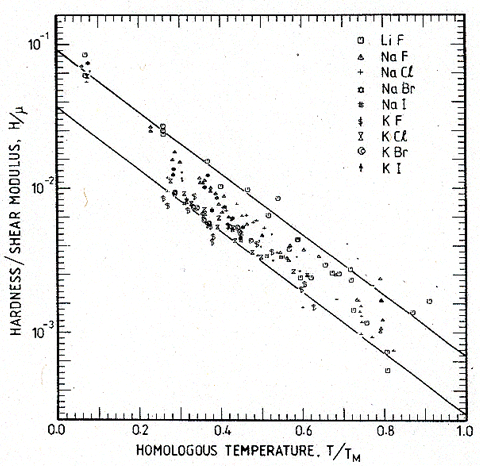 10⁻¹
10⁻²
10⁻³
HARDNESS/SHEAR MODULUS, H/μ
Li F
Na F
Na Cl
Na Br
Na I
K F
K Cl
K Br
K I
0.0 0.2 0.4 0.6 0.8 1.0
HOMOLOGOUS TEMPERATURE, T/T_M